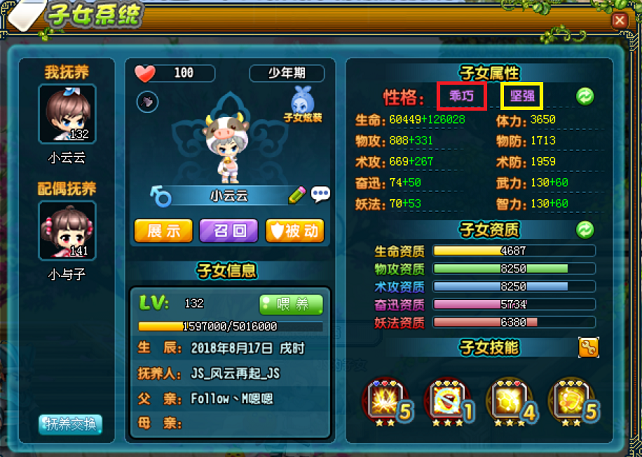 子女系统
我抚养
132
小云云
配偶抚养
141
小与子
抚养交换
100
少年期
子女炫装
小云云
展示
召回
被动
子女信息
LV: 132
喂养
1597000/5016000
生 辰: 2018年8月17日 戌时
抚养人: JS_风云再起_JS
父 亲: Follow丶M嗯嗯
母 亲:
子女属性
性格: 乖巧 坚强
生命: 60449+126028 体力: 3650
物攻: 808+331 物防: 1713
术攻: 669+267 术防: 1959
奋迅: 74+50 武力: 130+60
妖法: 70+53 智力: 130+60
子女资质
生命资质 4687
物攻资质 8250
术攻资质 8250
奋迅资质 5734
妖法资质 6380
子女技能
5 1 4 5